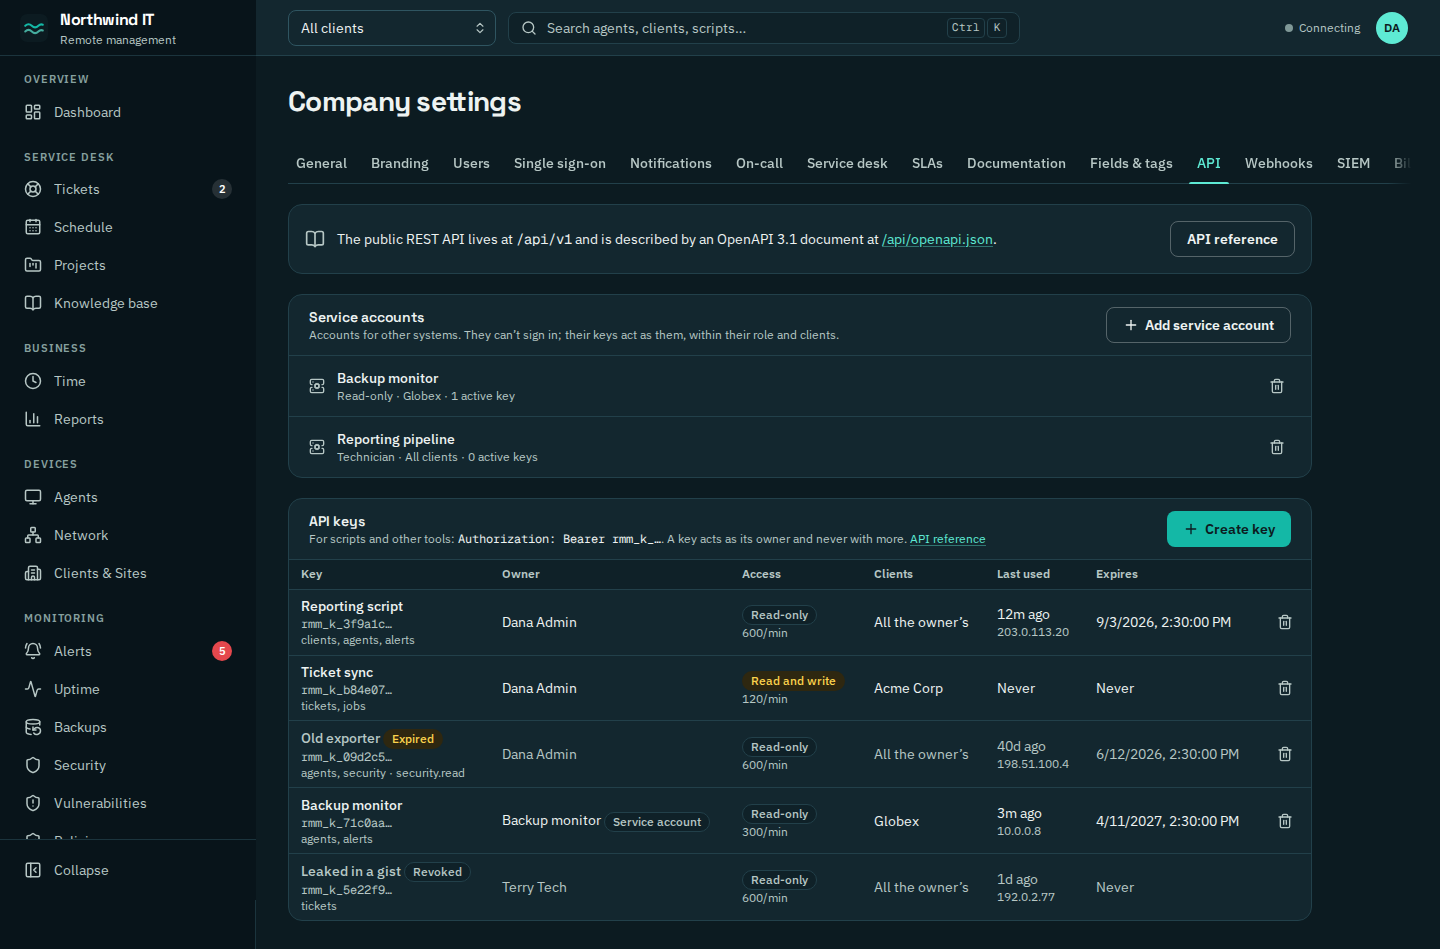 Northwind IT
Remote management
All clients
Search agents, clients, scripts...
Ctrl K
Connecting
DA
OVERVIEW
Dashboard
SERVICE DESK
Tickets 2
Schedule
Projects
Knowledge base
BUSINESS
Time
Reports
DEVICES
Agents
Network
Clients & Sites
MONITORING
Alerts 5
Uptime
Backups
Security
Vulnerabilities
Collapse
Company settings
General Branding Users Single sign-on Notifications On-call Service desk SLAs Documentation Fields & tags API Webhooks SIEM
The public REST API lives at /api/v1 and is described by an OpenAPI 3.1 document at /api/openapi.json.
API reference
Service accounts
Accounts for other systems. They can’t sign in; their keys act as them, within their role and clients.
Add service account
Backup monitor
Read-only · Globex · 1 active key
Reporting pipeline
Technician · All clients · 0 active keys
API keys
For scripts and other tools: Authorization: Bearer rmm_k_…. A key acts as its owner and never with more. API reference
Create key
Key Owner Access Clients Last used Expires
Reporting script
rmm_k_3f9a1c…
clients, agents, alerts
Dana Admin
Read-only
600/min
All the owner’s
12m ago
203.0.113.20
9/3/2026, 2:30:00 PM
Ticket sync
rmm_k_b84e07…
tickets, jobs
Dana Admin
Read and write
120/min
Acme Corp
Never
Never
Old exporter Expired
rmm_k_09d2c5…
agents, security · security.read
Dana Admin
Read-only
600/min
All the owner’s
40d ago
198.51.100.4
6/12/2026, 2:30:00 PM
Backup monitor
rmm_k_71c0aa…
agents, alerts
Backup monitor Service account
Read-only
300/min
Globex
3m ago
10.0.0.8
4/11/2027, 2:30:00 PM
Leaked in a gist Revoked
rmm_k_5e22f9…
tickets
Terry Tech
Read-only
600/min
All the owner’s
1d ago
192.0.2.77
Never